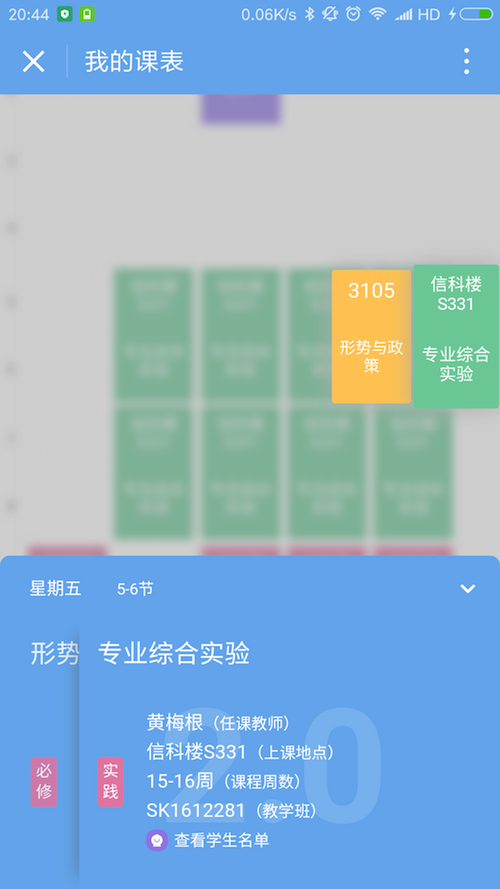 20:44
0.06K/s
HD
我的课表
3105
形势与政
策
信科楼
S331
专业综合
实验
星期五
5-6节
形势
专业综合实验
2.0
黄梅根（任课教师）
信科楼S331（上课地点）
15-16周（课程周数）
SK1612281（教学班）
查看学生名单
必
修
实
践